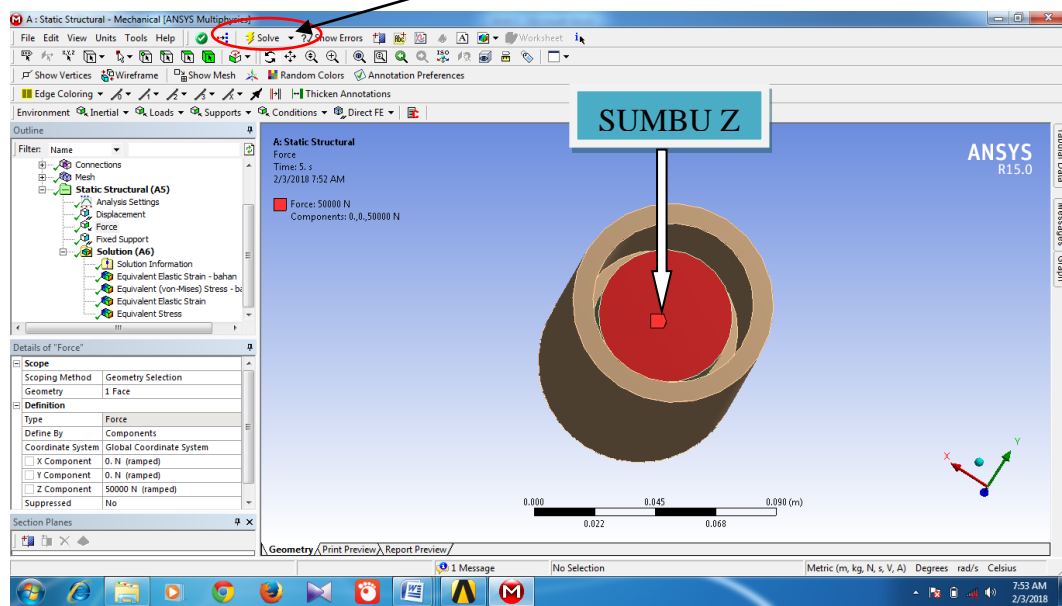 A : Static Structural - Mechanical [ANSYS Multiphysics]
File Edit View Units Tools Help Solve ?/ Show Errors Worksheet
Show Vertices Wireframe Show Mesh Random Colors Annotation Preferences
Edge Coloring Thicken Annotations
Environment Inertial Loads Supports Conditions Direct FE
Outline
Filter: Name
Connections
Mesh
Static Structural (A5)
Analysis Settings
Displacement
Force
Fixed Support
Solution (A6)
Solution Information
Equivalent Elastic Strain - bahan
Equivalent (von-Mises) Stress - ba
Equivalent Elastic Strain
Equivalent Stress
Details of "Force"
Scope
Scoping Method Geometry Selection
Geometry 1 Face
Definition
Type Force
Define By Components
Coordinate System Global Coordinate System
X Component 0. N (ramped)
Y Component 0. N (ramped)
Z Component 50000 N (ramped)
Suppressed No
Section Planes
A: Static Structural
Force
Time: 5. s
2/3/2018 7:52 AM
Force: 50000 N
Components: 0.,0.,50000 N
SUMBU Z
ANSYS
R15.0
X
Y
0.000 0.045 0.090 (m)
0.022 0.068
Geometry Print Preview Report Preview
Tabular Data
Messages
Graph
1 Message No Selection Metric (m, kg, N, s, V, A) Degrees rad/s Celsius
7:53 AM
2/3/2018